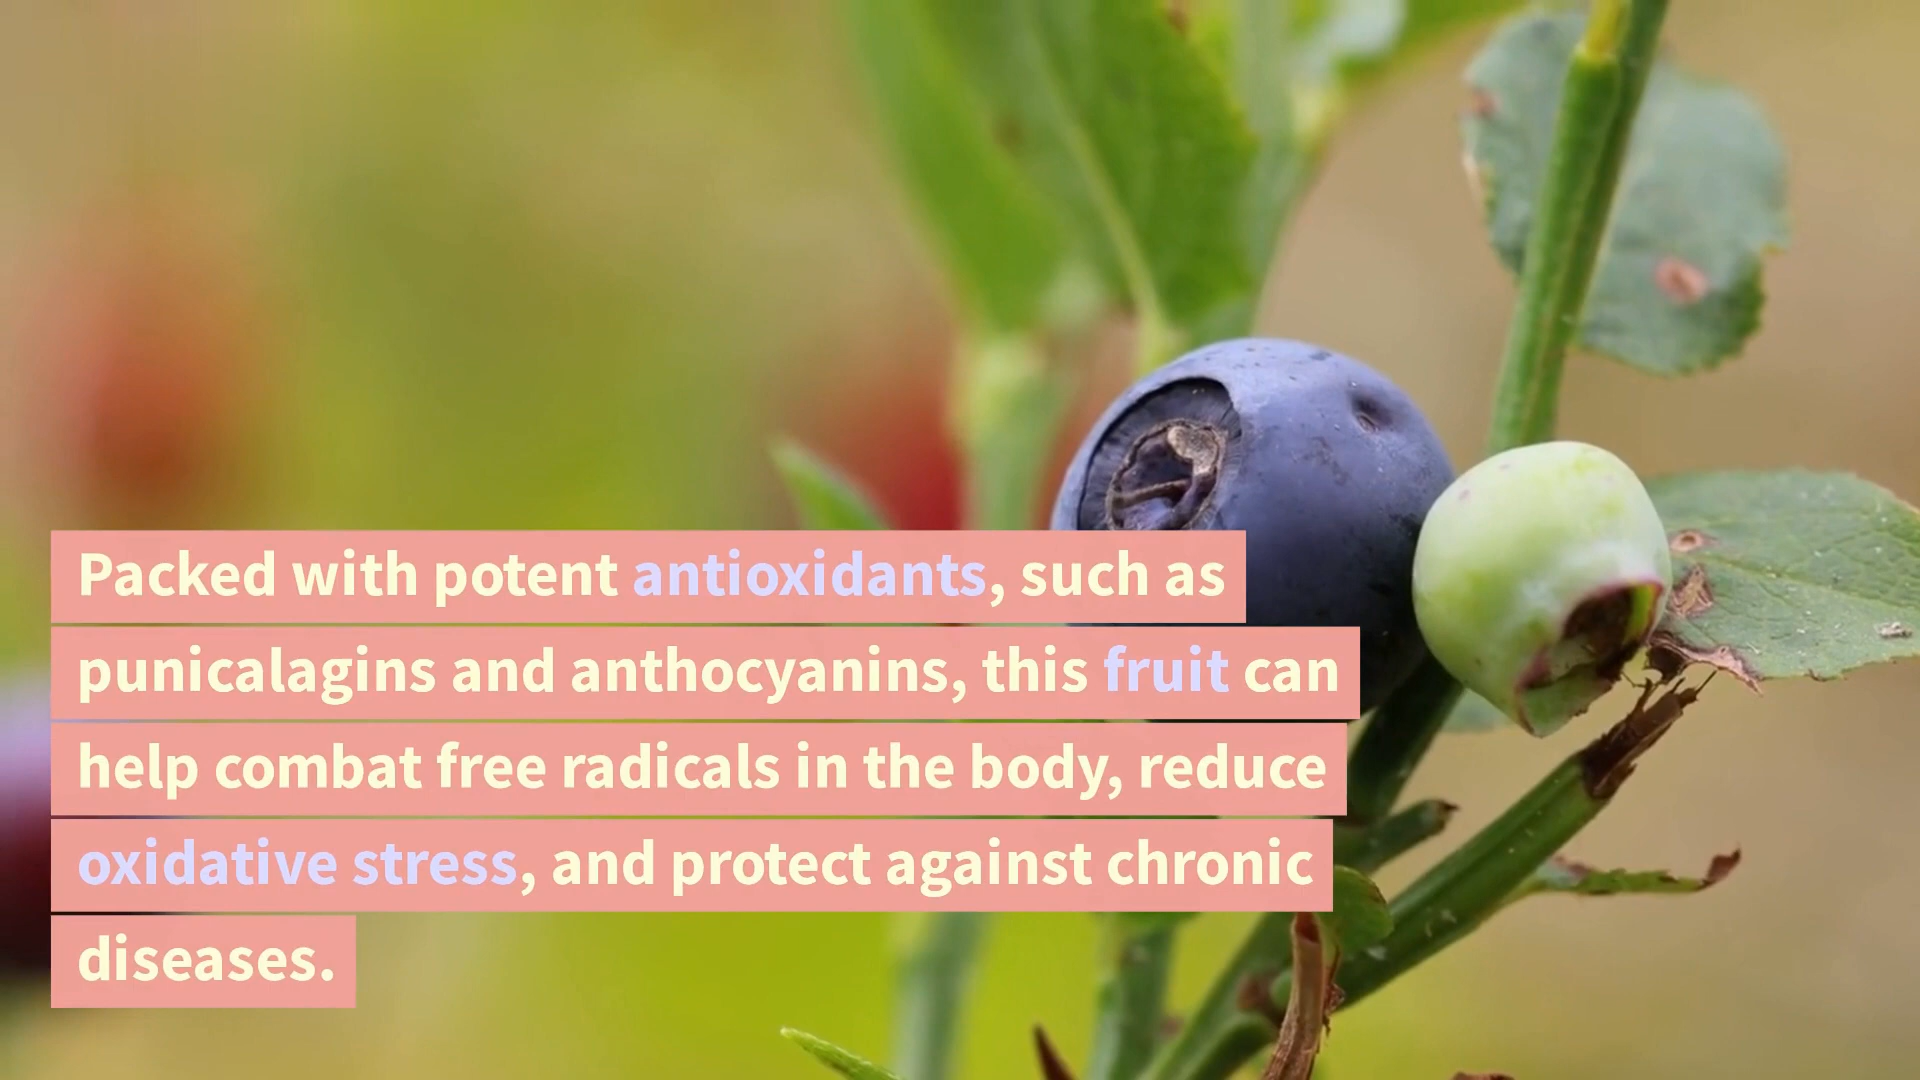 Packed with potent antioxidants, such as
punicalagins and anthocyanins, this fruit can
help combat free radicals in the body, reduce
oxidative stress, and protect against chronic
diseases.